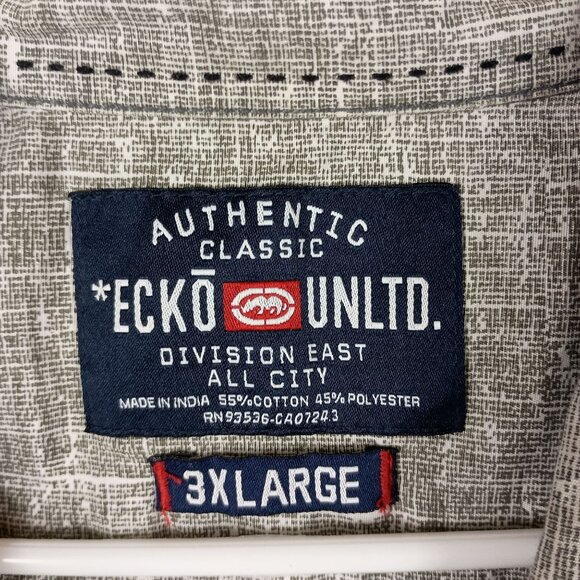 AUTHENTIC
CLASSIC
*ECKŌ UNLTD.
DIVISION EAST
ALL CITY
MADE IN INDIA 55%COTTON 45%POLYESTER
RN93536-CA07243
3XLARGE